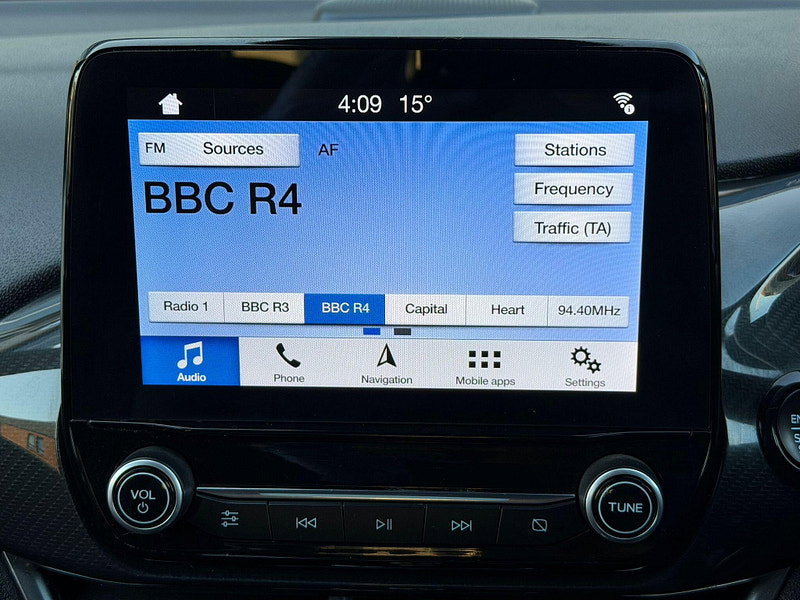 4:09 15°
FM Sources AF Stations
BBC R4
Frequency
Traffic (TA)
Radio 1 BBC R3 BBC R4 Capital Heart 94.40MHz
Audio Phone Navigation Mobile apps Settings
VOL
TUNE